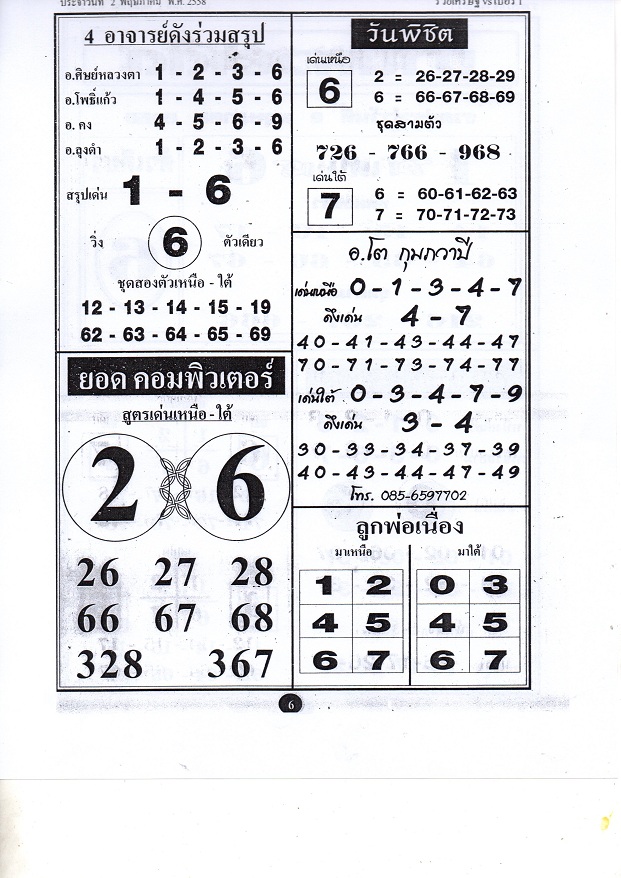 ประจำวันที่ 2 พฤษภาคม พ.ศ. 2558
4 อาจารย์ดังร่วมสรุป
อ.ศิษย์หลวงตา 1 - 2 - 3 - 6
อ.โพธิ์แก้ว 1 - 4 - 5 - 6
อ. คง 4 - 5 - 6 - 9
อ.ลุงดำ 1 - 2 - 3 - 6
สรุปเด่น 1 - 6
วิ่ง 6 ตัวเดียว
ชุดสองตัวเหนือ - ใต้
12 - 13 - 14 - 15 - 19
62 - 63 - 64 - 65 - 69
ยอด คอมพิวเตอร์
สูตรเด่นเหนือ - ใต้
2 6
26 27 28
66 67 68
328 367
วันพิชิต
เด่นเหนือ
6
2 = 26-27-28-29
6 = 66-67-68-69
ชุดสามตัว
726 - 766 - 968
เด่นใต้
7
6 = 60-61-62-63
7 = 70-71-72-73
อ.โต กุมภวาปี
เด่นเหนือ 0 - 1 - 3 - 4 - 7
ดึงเด่น 4 - 7
40 - 41 - 43 - 44 - 47
70 - 71 - 73 - 74 - 77
เด่นใต้ 0 - 3 - 4 - 7 - 9
ดึงเด่น 3 - 4
30 - 33 - 34 - 37 - 39
40 - 43 - 44 - 47 - 49
โทร. 085-6597702
ลูกพ่อเนื่อง
มาเหนือ มาใต้
1 2 0 3
4 5 4 5
6 7 6 7
6